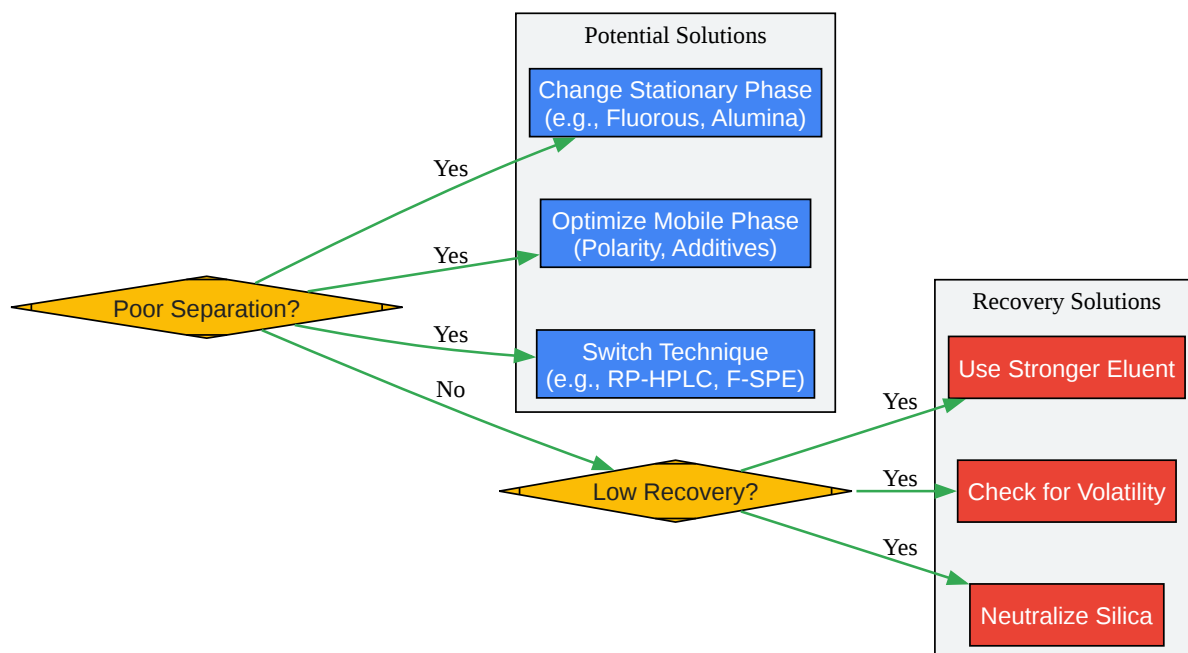 Potential Solutions
Change Stationary Phase
(e.g., Fluorous, Alumina)
Yes
Optimize Mobile Phase
(Polarity, Additives)
Yes
Poor Separation?
Yes
Switch Technique
(e.g., RP-HPLC, F-SPE)
No
Recovery Solutions
Use Stronger Eluent
Yes
Low Recovery?
Yes
Check for Volatility
Yes
Neutralize Silica